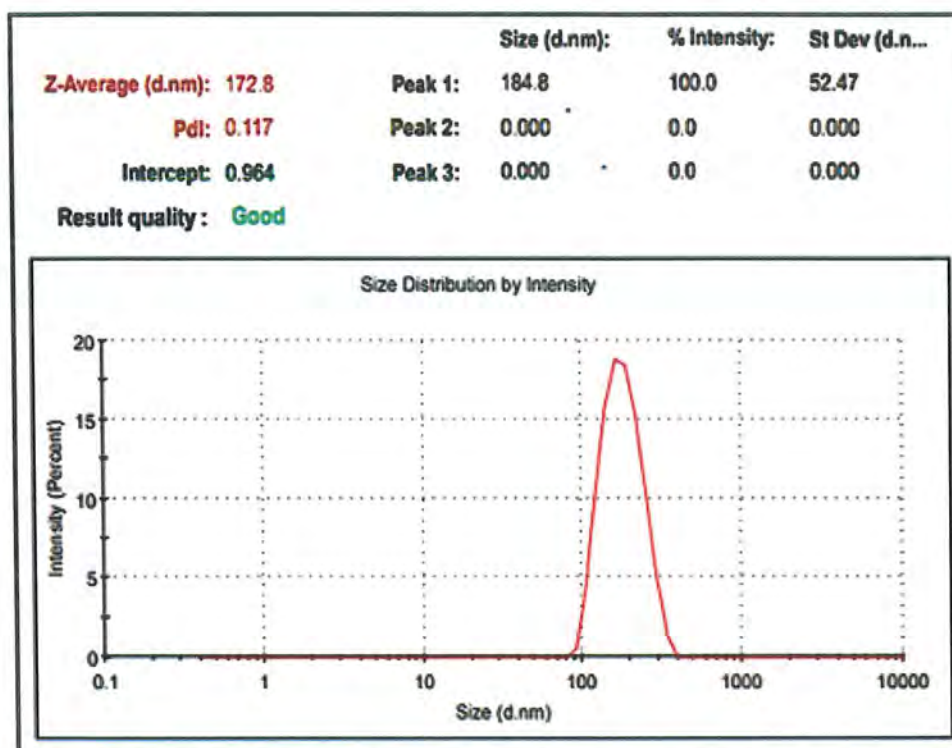 Size (d.nm): % Intensity: St Dev (d.n...
Z-Average (d.nm): 172.8 Peak 1: 184.8 100.0 52.47
PdI: 0.117 Peak 2: 0.000 0.0 0.000
Intercept: 0.964 Peak 3: 0.000 0.0 0.000
Result quality : Good
Size Distribution by Intensity
20
15
10
5
0
Intensity (Percent)
0.1 1 10 100 1000 10000
Size (d.nm)